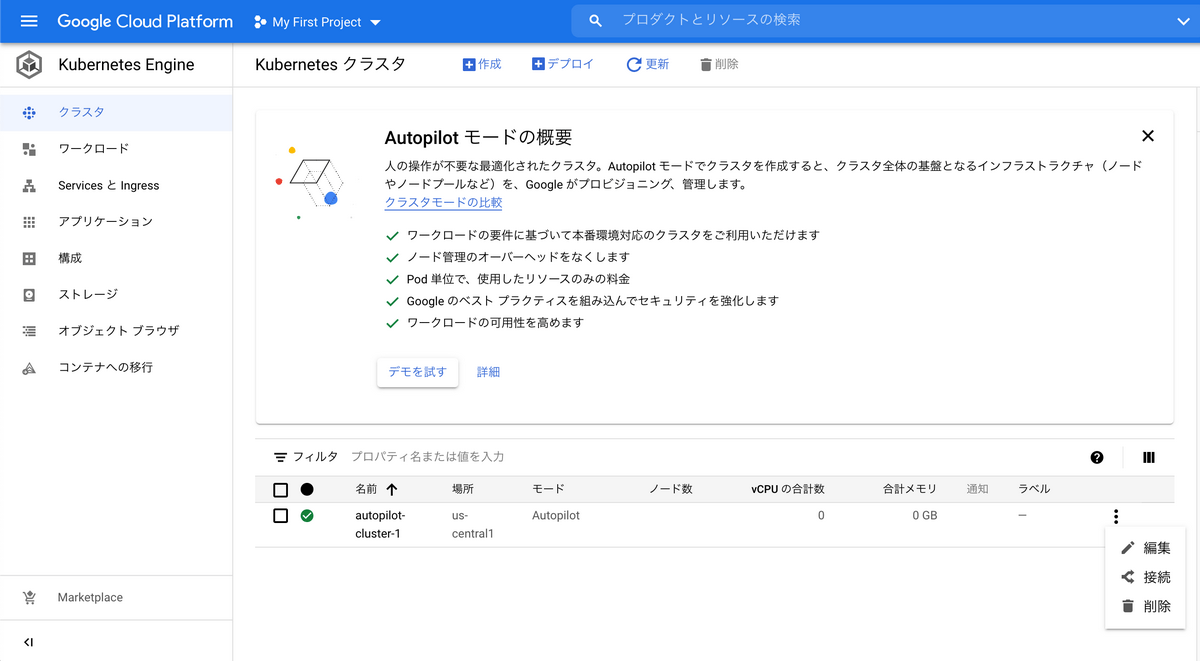 Google Cloud Platform My First Project プロダクトとリソースの検索
Kubernetes Engine
Kubernetes クラスタ 作成 デプロイ 更新 削除
クラスタ
ワークロード
Services と Ingress
アプリケーション
構成
ストレージ
オブジェクト ブラウザ
コンテナへの移行
Marketplace
Autopilot モードの概要
人の操作が不要な最適化されたクラスタ。Autopilot モードでクラスタを作成すると、クラスタ全体の基盤となるインフラストラクチャ（ノード
やノードプールなど）を、Google がプロビジョニング、管理します。
クラスタモードの比較
ワークロードの要件に基づいて本番環境対応のクラスタをご利用いただけます
ノード管理のオーバーヘッドをなくします
Pod 単位で、使用したリソースのみの料金
Google のベスト プラクティスを組み込んでセキュリティを強化します
ワークロードの可用性を高めます
デモを試す 詳細
フィルタ プロパティ名または値を入力
名前 場所 モード ノード数 vCPU の合計数 合計メモリ 通知 ラベル
autopilot- us- Autopilot 0 0 GB —
cluster-1 central1
編集
接続
削除